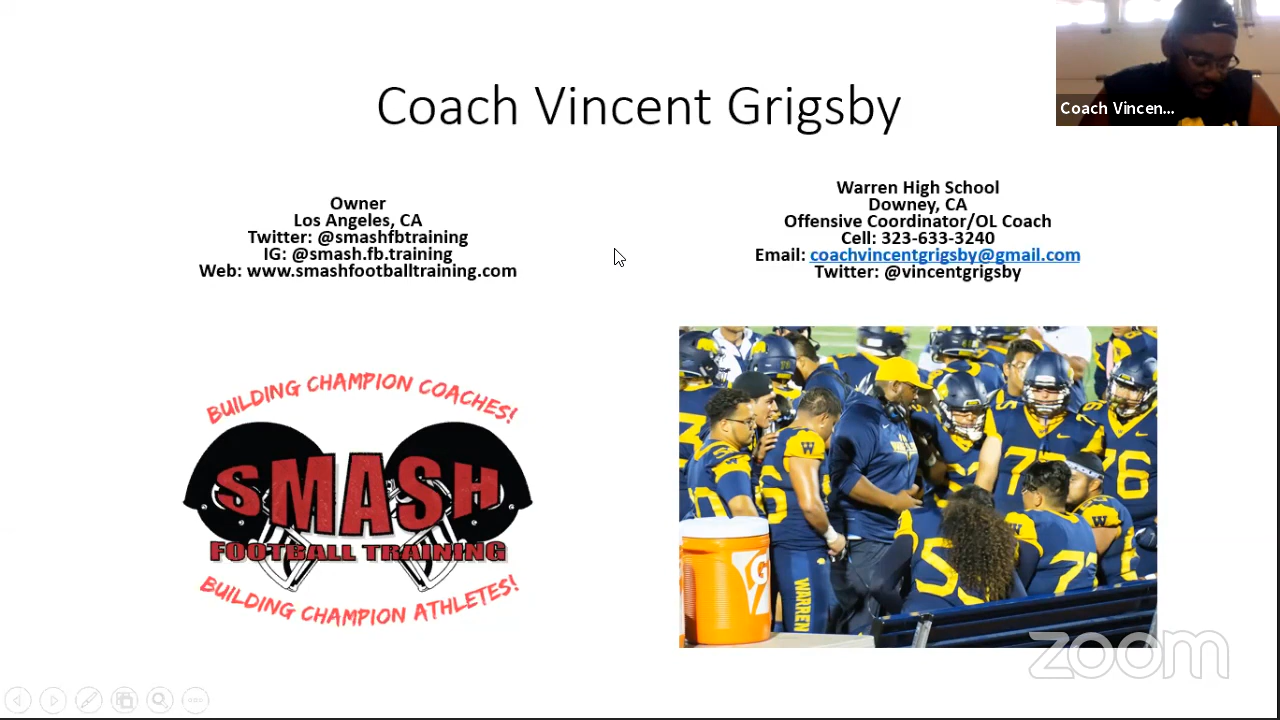 Coach Vincent Grigsby
Coach Vincen...
Owner
Los Angeles, CA
Twitter: @smashfbtraining
IG: @smash.fb.training
Web: www.smashfootballtraining.com
Warren High School
Downey, CA
Offensive Coordinator/OL Coach
Cell: 323-633-3240
Email: coachvincentgrigsby@gmail.com
Twitter: @vincentgrigsby
BUILDING CHAMPION COACHES!
SMASH
FOOTBALL TRAINING
BUILDING CHAMPION ATHLETES!
W
W
W
76
G
WARREN
zoom